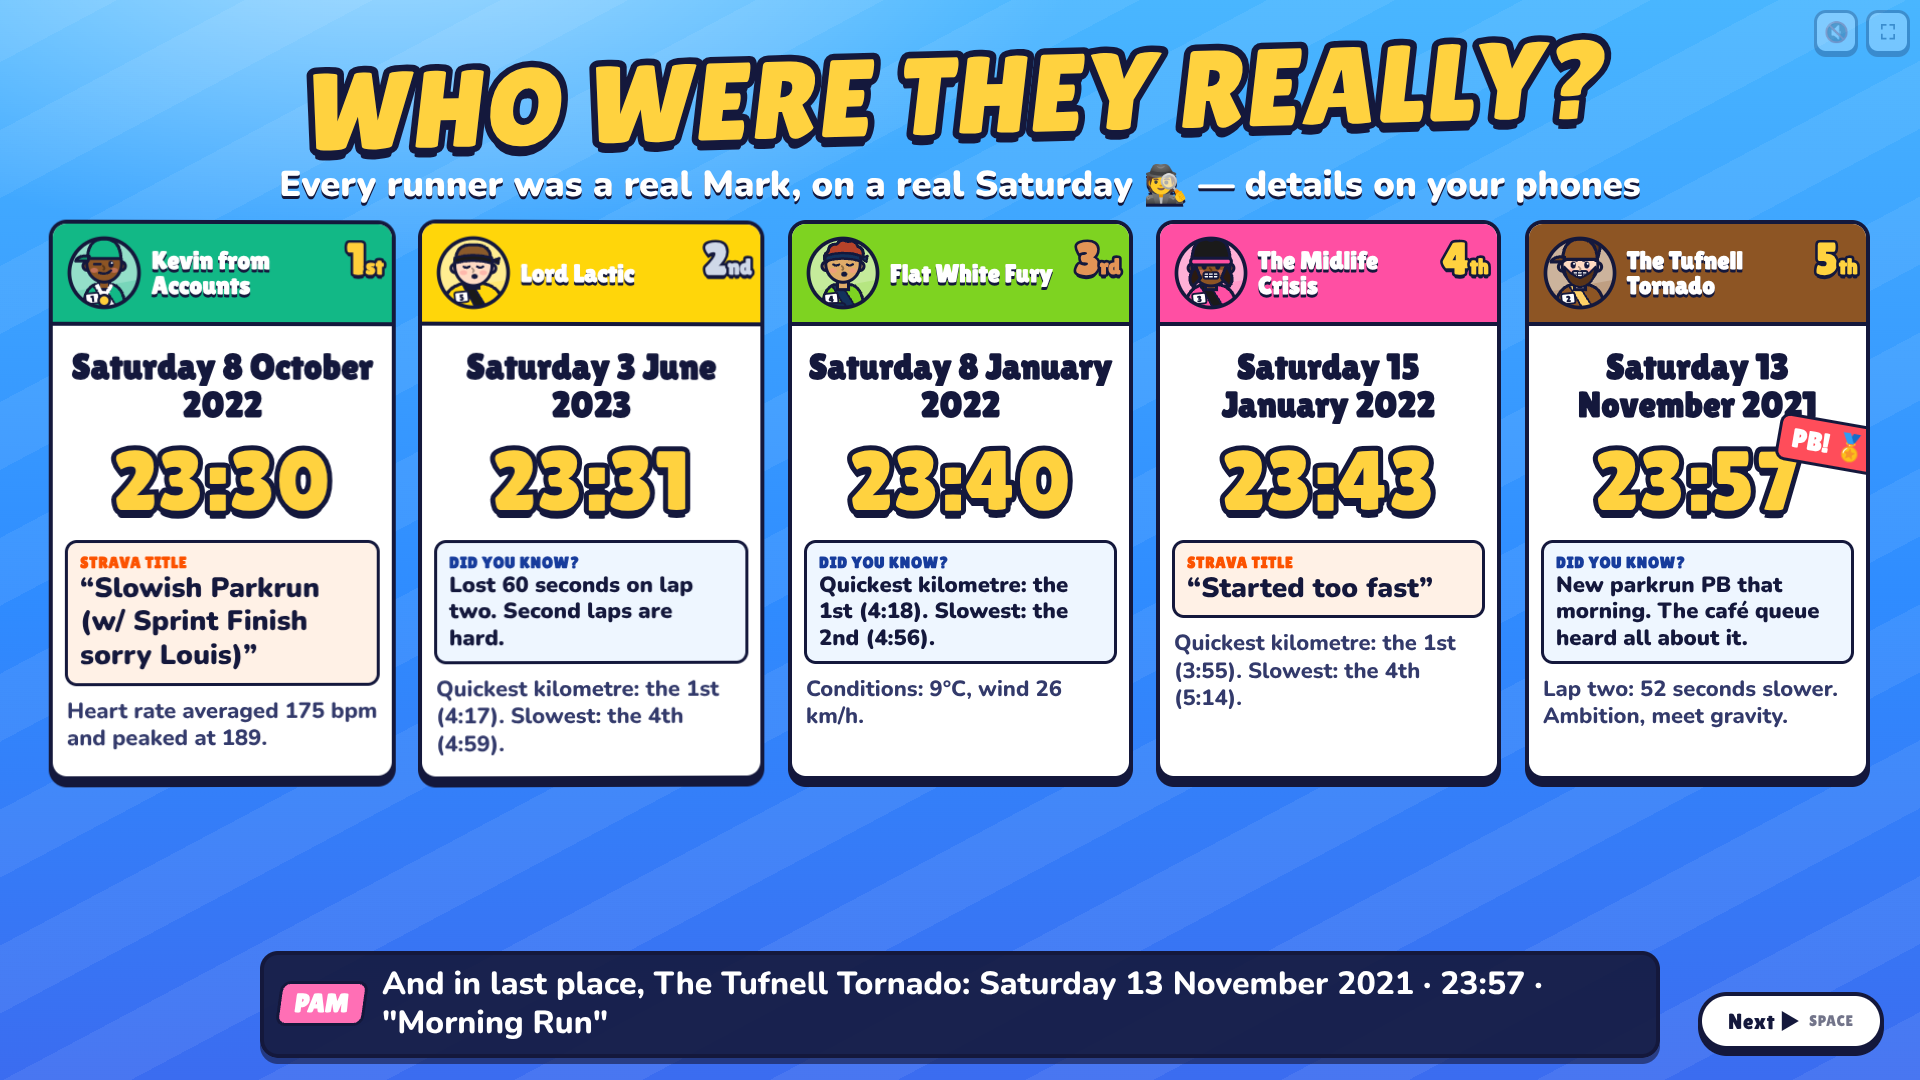 WHO WERE THEY REALLY?
Every runner was a real Mark, on a real Saturday 🕵️ — details on your phones
Kevin from
Accounts
1st
Saturday 8 October
2022
23:30
STRAVA TITLE
“Slowish Parkrun
(w/ Sprint Finish
sorry Louis)”
Heart rate averaged 175 bpm
and peaked at 189.
Lord Lactic
2nd
Saturday 3 June
2023
23:31
DID YOU KNOW?
Lost 60 seconds on lap
two. Second laps are
hard.
Quickest kilometre: the 1st
(4:17). Slowest: the 4th
(4:59).
Flat White Fury
3rd
Saturday 8 January
2022
23:40
DID YOU KNOW?
Quickest kilometre: the
1st (4:18). Slowest: the
2nd (4:56).
Conditions: 9°C, wind 26
km/h.
The Midlife
Crisis
4th
Saturday 15
January 2022
23:43
STRAVA TITLE
“Started too fast”
Quickest kilometre: the 1st
(3:55). Slowest: the 4th
(5:14).
The Tufnell
Tornado
5th
Saturday 13
November 2021
PB! 🏅
23:57
DID YOU KNOW?
New parkrun PB that
morning. The café queue
heard all about it.
Lap two: 52 seconds slower.
Ambition, meet gravity.
PAM
And in last place, The Tufnell Tornado: Saturday 13 November 2021 · 23:57 ·
"Morning Run"
Next ▶ SPACE